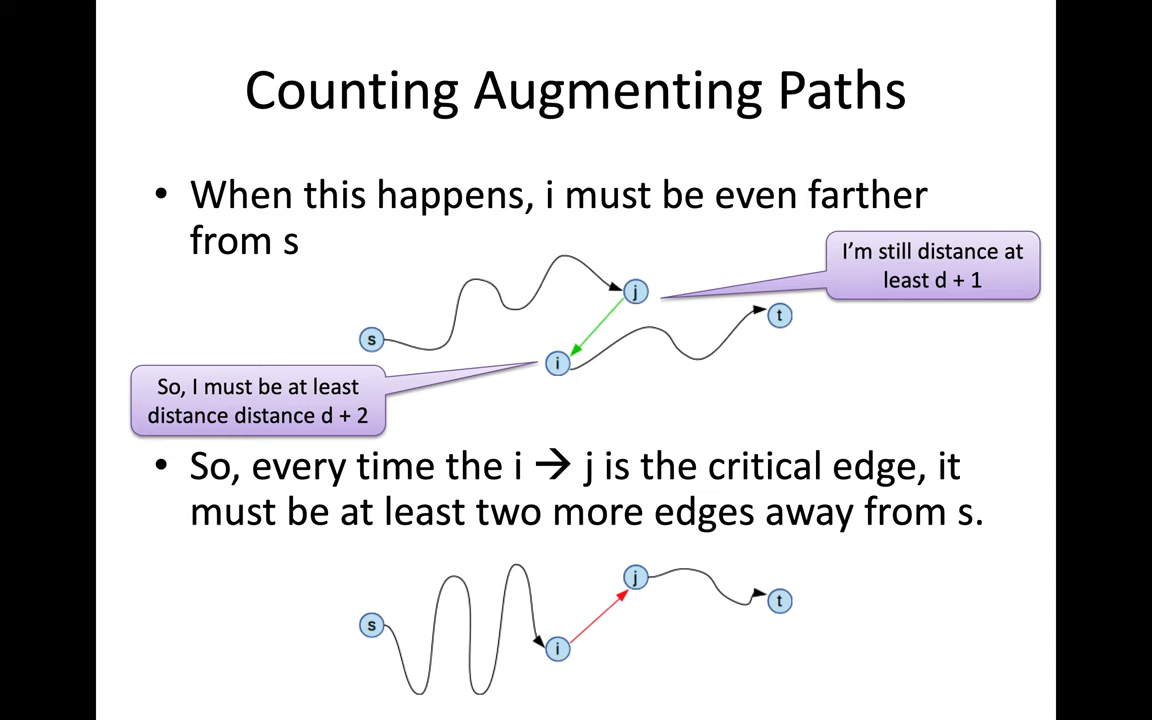 Counting Augmenting Paths
• When this happens, i must be even farther
from s
I'm still distance at
least d + 1
j
t
s
i
So, I must be at least
distance distance d + 2
• So, every time the i → j is the critical edge, it
must be at least two more edges away from s.
j
t
s
i